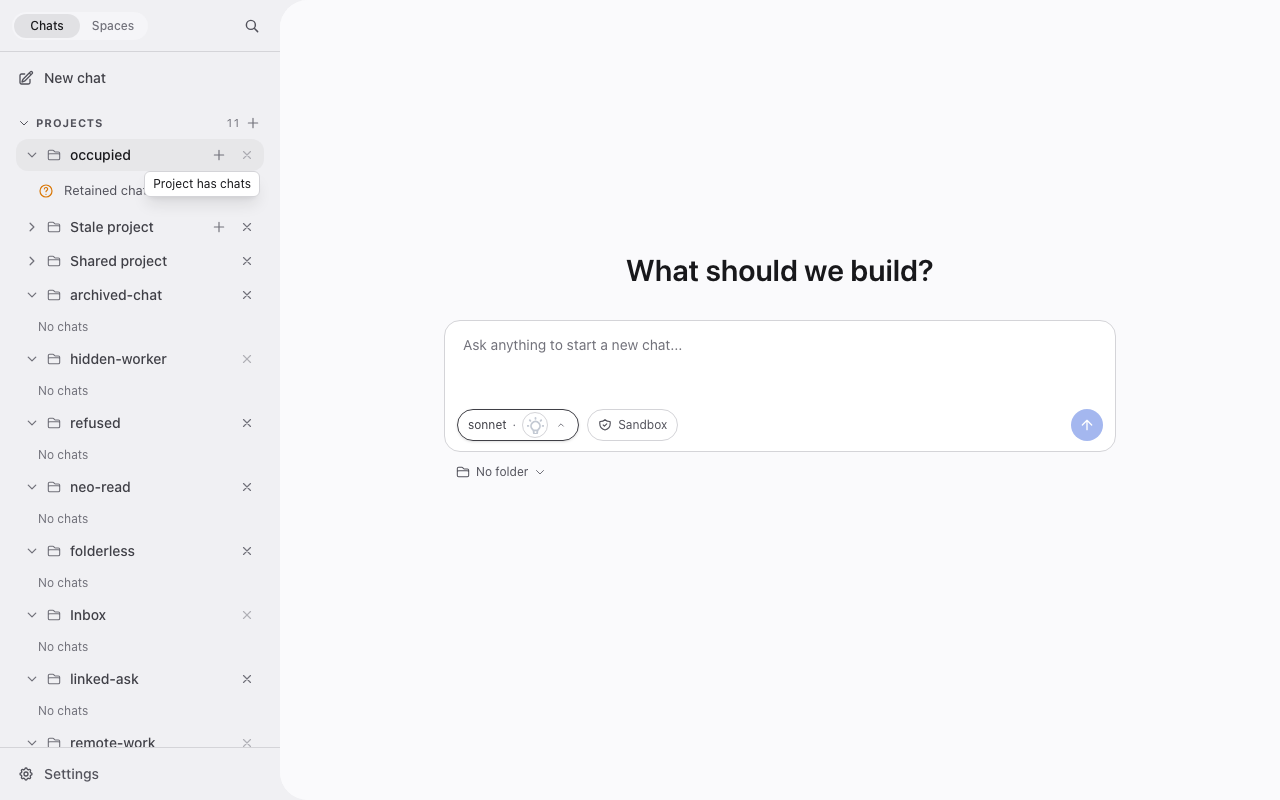 Chats Spaces
New chat
PROJECTS 11
occupied
Retained
Project has chats
Stale project
Shared project
archived-chat
No chats
hidden-worker
No chats
refused
No chats
neo-read
No chats
folderless
No chats
Inbox
No chats
linked-ask
No chats
remote-work
Settings
What should we build?
Ask anything to start a new chat...
sonnet ·
Sandbox
No folder